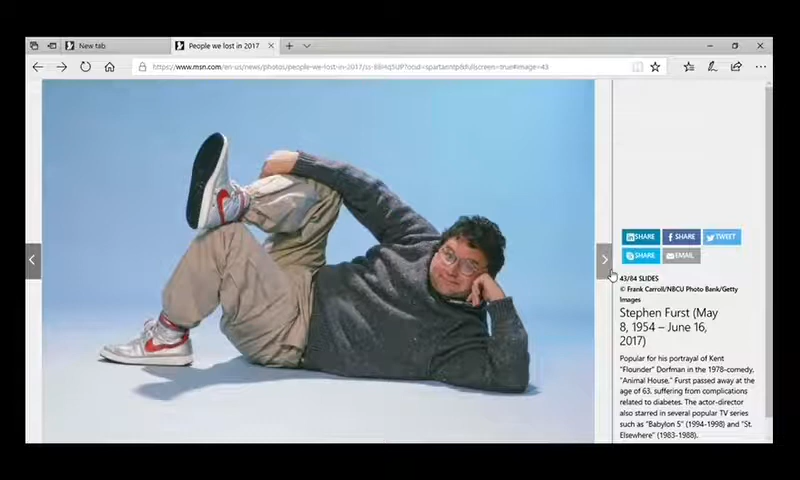 New tab
People we lost in 2017
SHARE
SHARE
TWEET
SHARE
EMAIL
43/84 SLIDES
© Frank Carroll/NBCU Photo Bank/Getty
Images
Stephen Furst (May
8, 1954 – June 16,
2017)
Popular for his portrayal of Kent
"Flounder" Dorfman in the 1978-comedy,
"Animal House," Furst passed away at the
age of 63, suffering from complications
related to diabetes. The actor-director
also starred in several popular TV series
such as "Babylon 5" (1994-1998) and "St.
Elsewhere" (1983-1988).